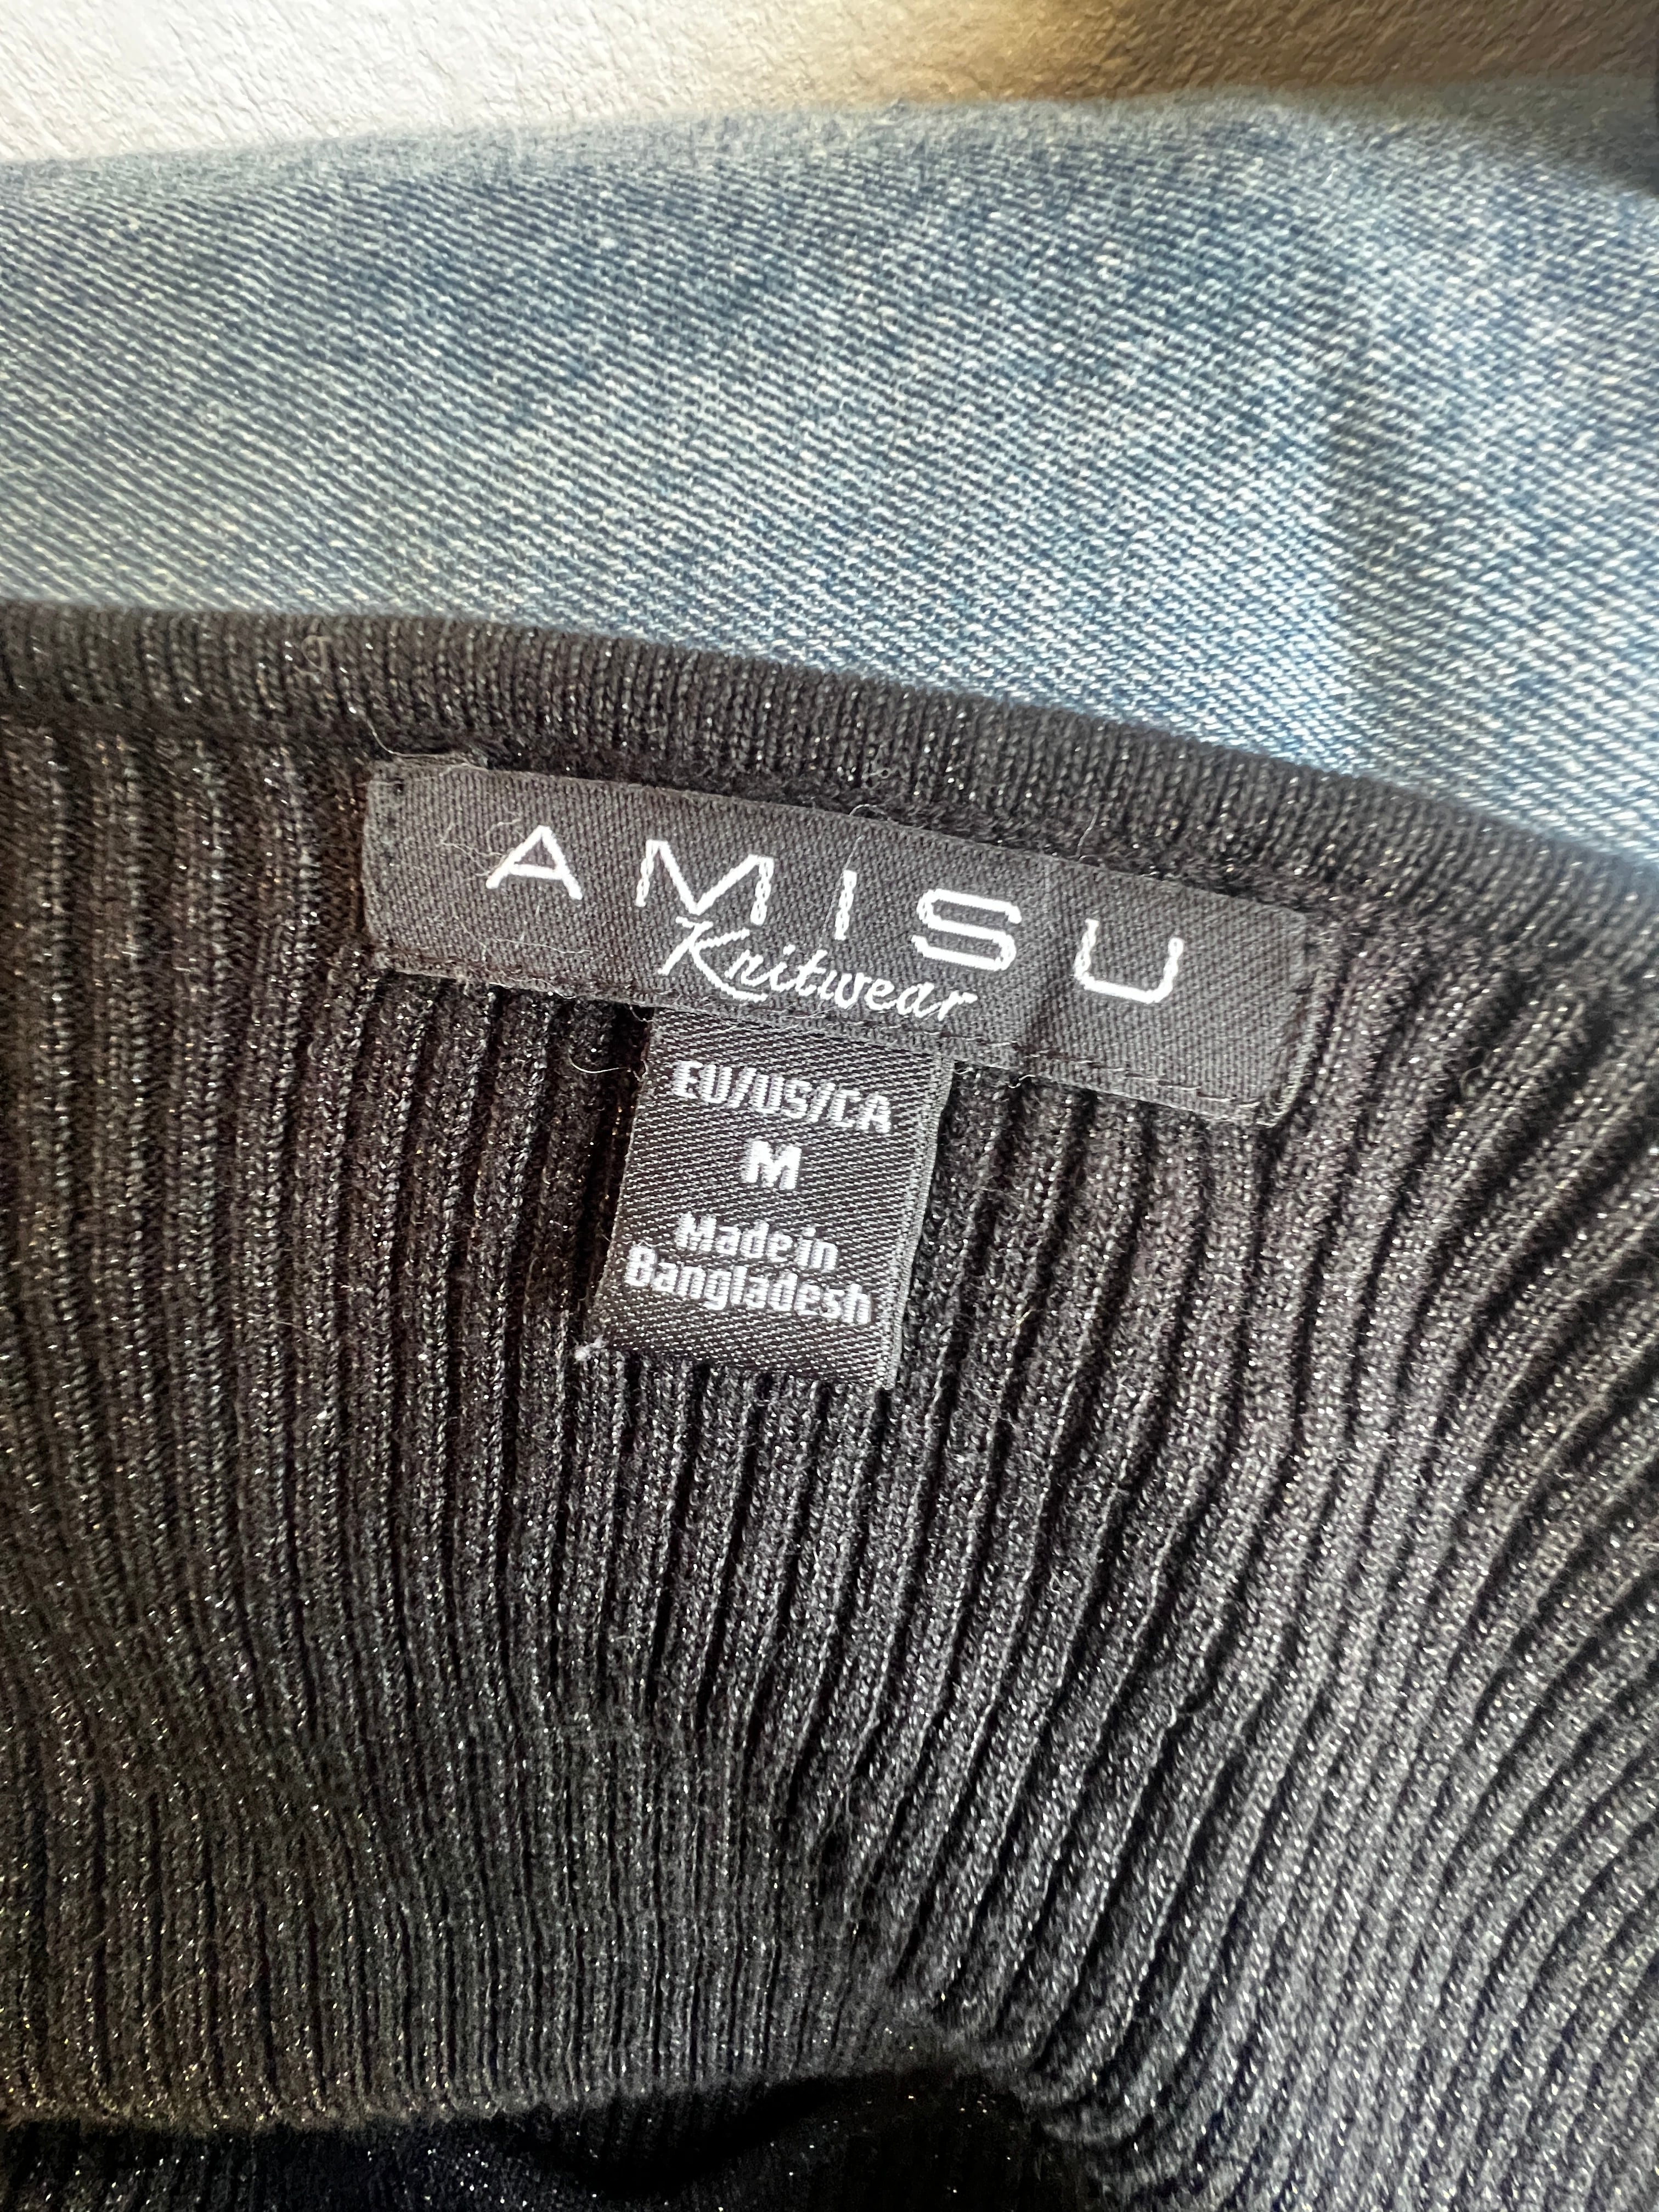 AMISU
Knitwear
EU/US/CA
M
Made in
Bangladesh